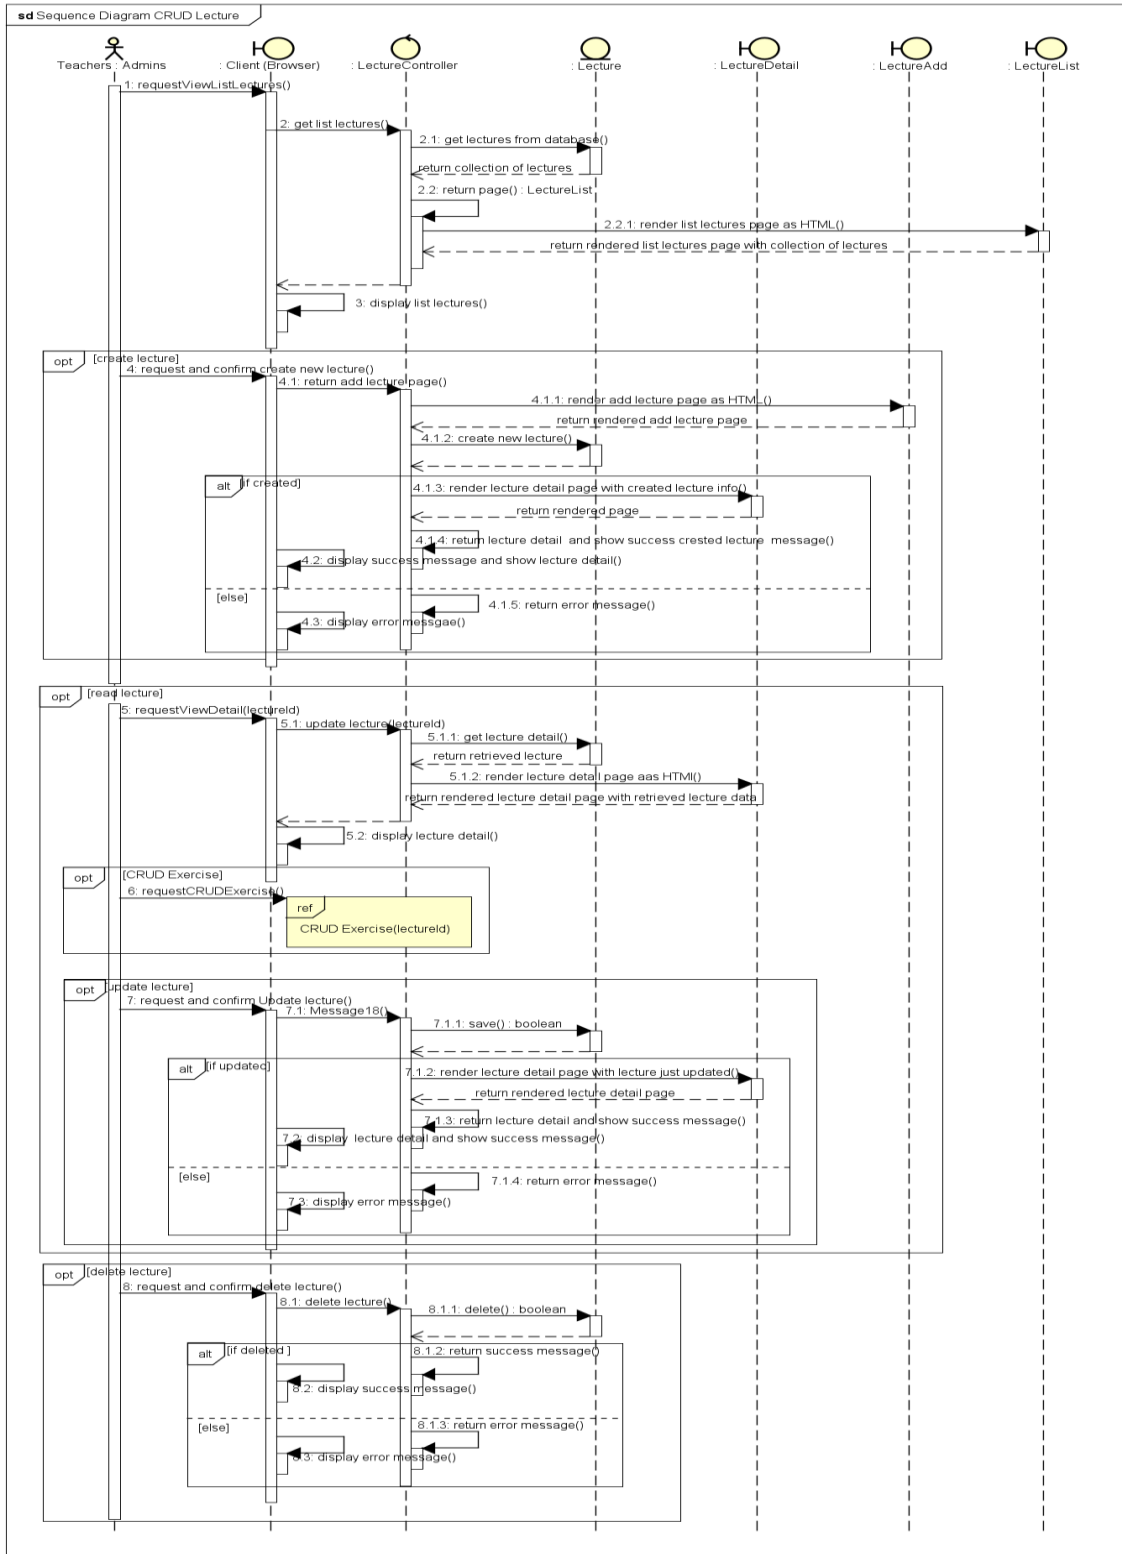 sd Sequence Diagram CRUD Lecture
Teachers : Admins
: Client (Browser)
: LectureController
: Lecture
: LectureDetail
: LectureAdd
: LectureList
1: requestViewListLectures()
2: get list lectures()
2.1: get lectures from database()
return collection of lectures
2.2: return page() : LectureList
2.2.1: render list lectures page as HTML()
return rendered list lectures page with collection of lectures
3: display list lectures()
opt
[create lecture]
4: request and confirm create new lecture()
4.1: return add lecture page()
4.1.1: render add lecture page as HTML()
return rendered add lecture page
4.1.2: create new lecture()
alt
[if created]
4.1.3: render lecture detail page with created lecture info()
return rendered page
4.1.4: return lecture detail and show success crested lecture message()
4.2: display success message and show lecture detail()
[else]
4.1.5: return error message()
4.3: display error messgae()
opt
[read lecture]
5: requestViewDetail(lectureId)
5.1: update lecture(lectureId)
5.1.1: get lecture detail()
return retrieved lecture
5.1.2: render lecture detail page aas HTMl()
return rendered lecture detail page with retrieved lecture data
5.2: display lecture detail()
opt
[CRUD Exercise]
6: requestCRUDExercise()
ref
CRUD Exercise(lectureId)
opt
[update lecture]
7: request and confirm Update lecture()
7.1: Message18()
7.1.1: save() : boolean
alt
[if updated]
7.1.2: render lecture detail page with lecture just updated()
return rendered lecture detail page
7.1.3: return lecture detail and show success message()
7.2: display lecture detail and show success message()
[else]
7.1.4: return error message()
7.3: display error message()
opt
[delete lecture]
8: request and confirm delete lecture()
8.1: delete lecture()
8.1.1: delete() : boolean
alt
[if deleted ]
8.1.2: return success message()
8.2: display success message()
[else]
8.1.3: return error message()
8.3: display error message()